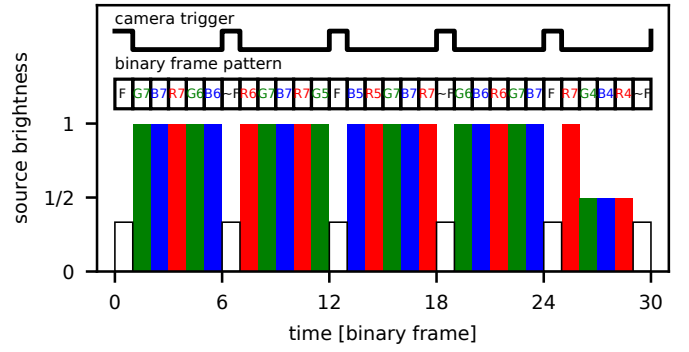 camera trigger
binary frame pattern
F G7 B7 R7 G6 B6 ~F R6 G7 B7 R7 G5 F B5 R5 G7 B7 R7 ~F G6 B6 R6 G7 B7 F R7 G4 B4 R4 ~F
source brightness
1
1/2
0
0 6 12 18 24 30
time [binary frame]